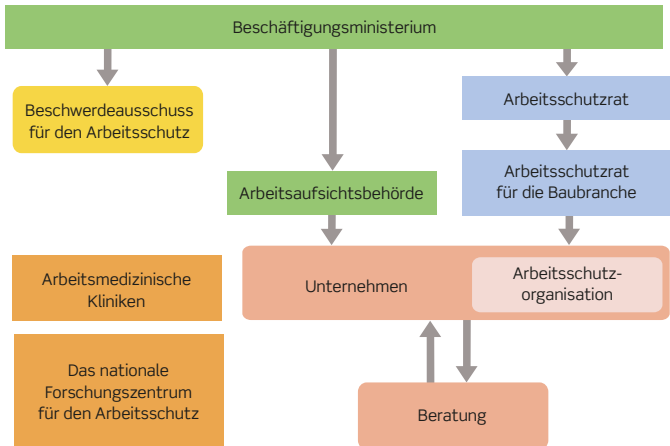 Beschäftigungsministerium
Beschwerdeausschuss
für den Arbeitsschutz
Arbeitsschutzrat
Arbeitsaufsichtsbehörde
Arbeitsschutzrat
für die Baubranche
Arbeitsmedizinische
Kliniken
Unternehmen
Arbeitsschutz-
organisation
Das nationale
Forschungszentrum
für den Arbeitsschutz
Beratung